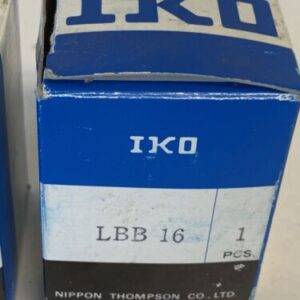 IKO
IKO
LBB 16 1
PCS.
NIPPON THOMPSON CO., LTD.